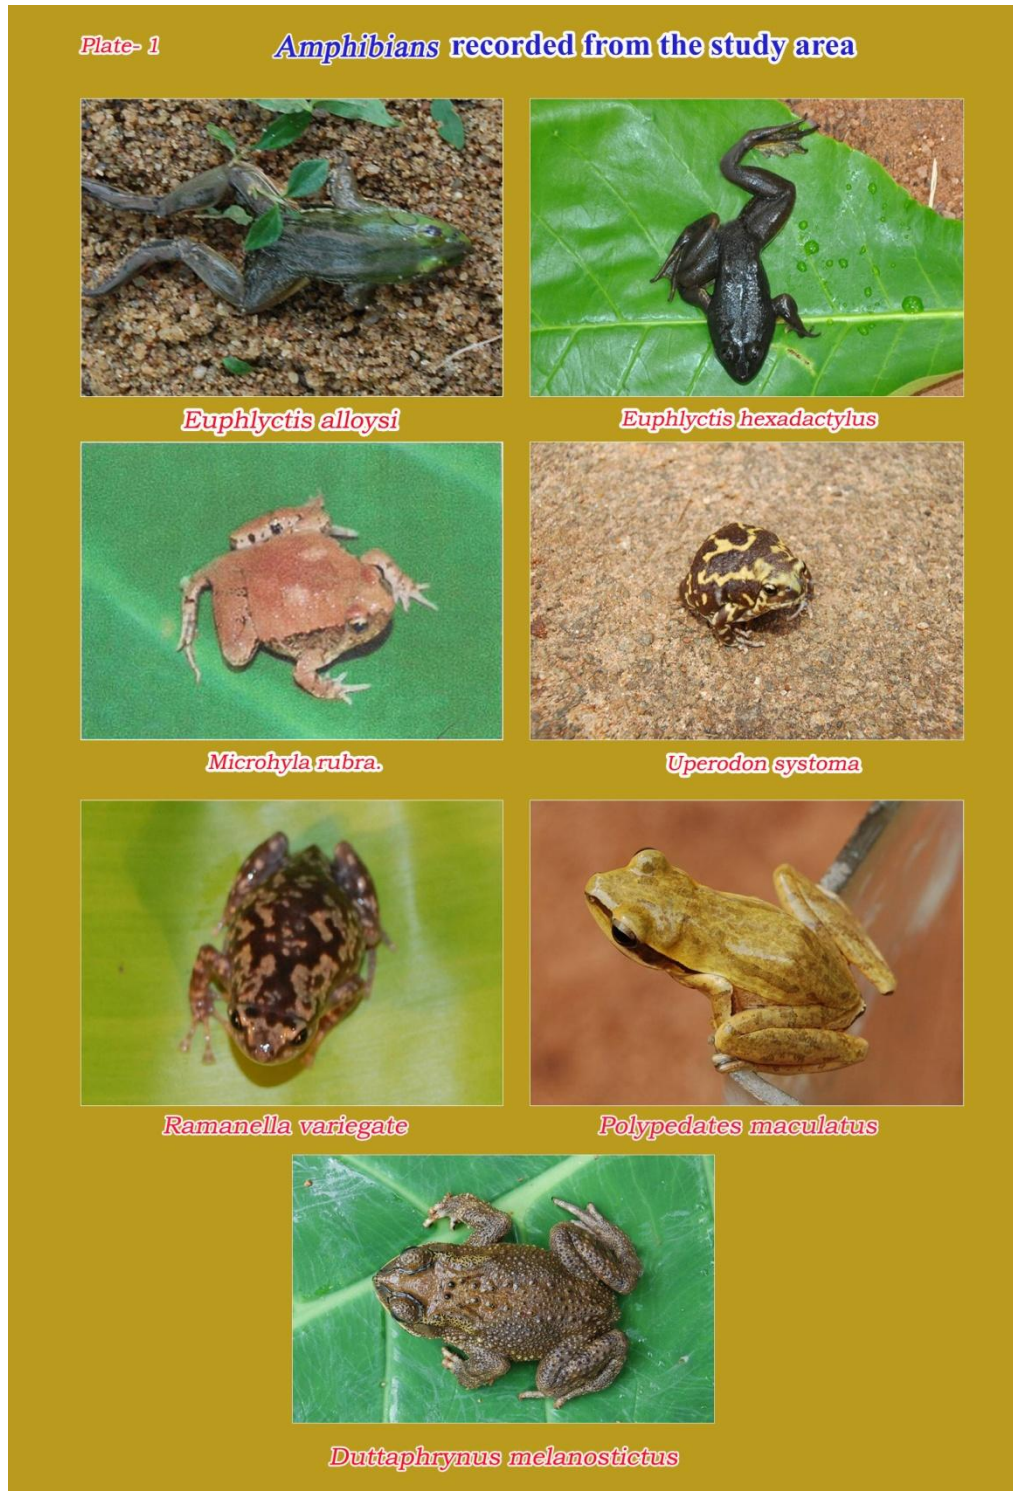 Plate- 1
Amphibians recorded from the study area
Euphlyctis alloysi
Euphlyctis hexadactylus
Microhyla rubra.
Uperodon systoma
Ramanella variegate
Polypedates maculatus
Duttaphrynus melanostictus